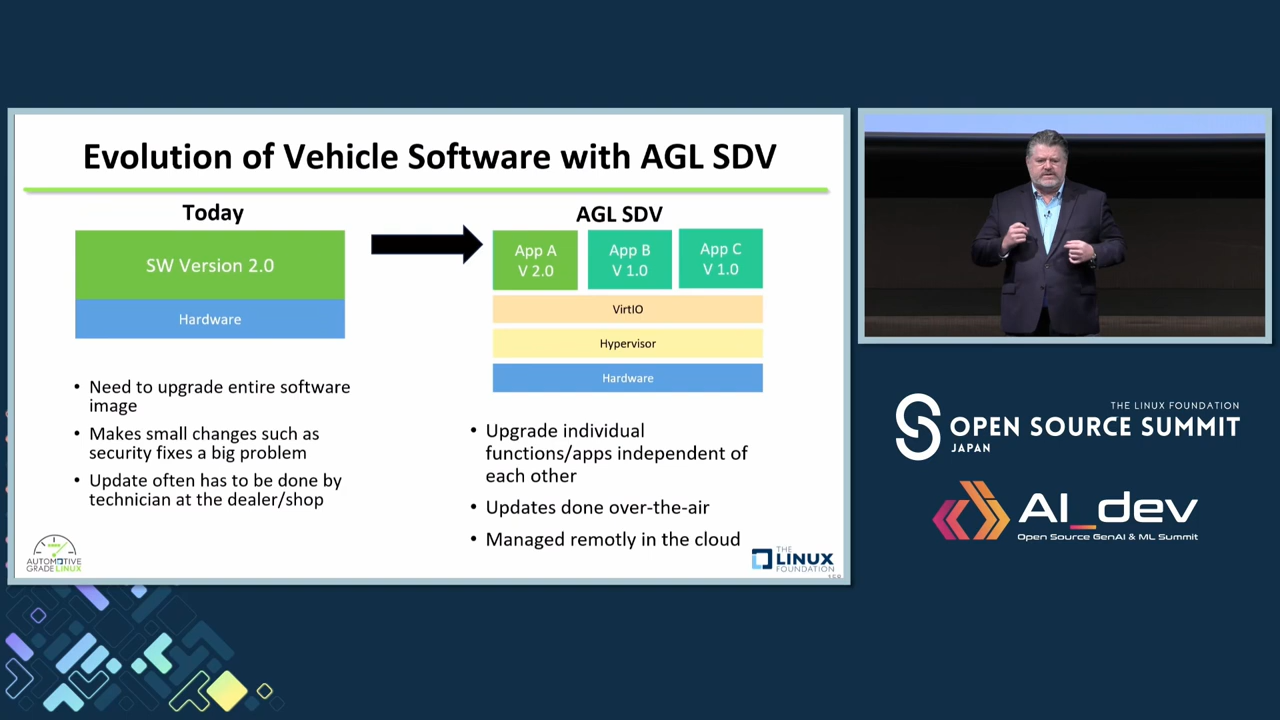 Evolution of Vehicle Software with AGL SDV
Today
SW Version 2.0
Hardware
• Need to upgrade entire software
image
• Makes small changes such as
security fixes a big problem
• Update often has to be done by
technician at the dealer/shop
AGL SDV
App A
V 2.0
App B
V 1.0
App C
V 1.0
VirtIO
Hypervisor
Hardware
• Upgrade individual
functions/apps independent of
each other
• Updates done over-the-air
• Managed remotly in the cloud
AUTOMOTIVE
GRADE LINUX
THE
LINUX
FOUNDATION
THE LINUX FOUNDATION
OPEN SOURCE SUMMIT
JAPAN
AI_dev
Open Source GenAI & ML Summit